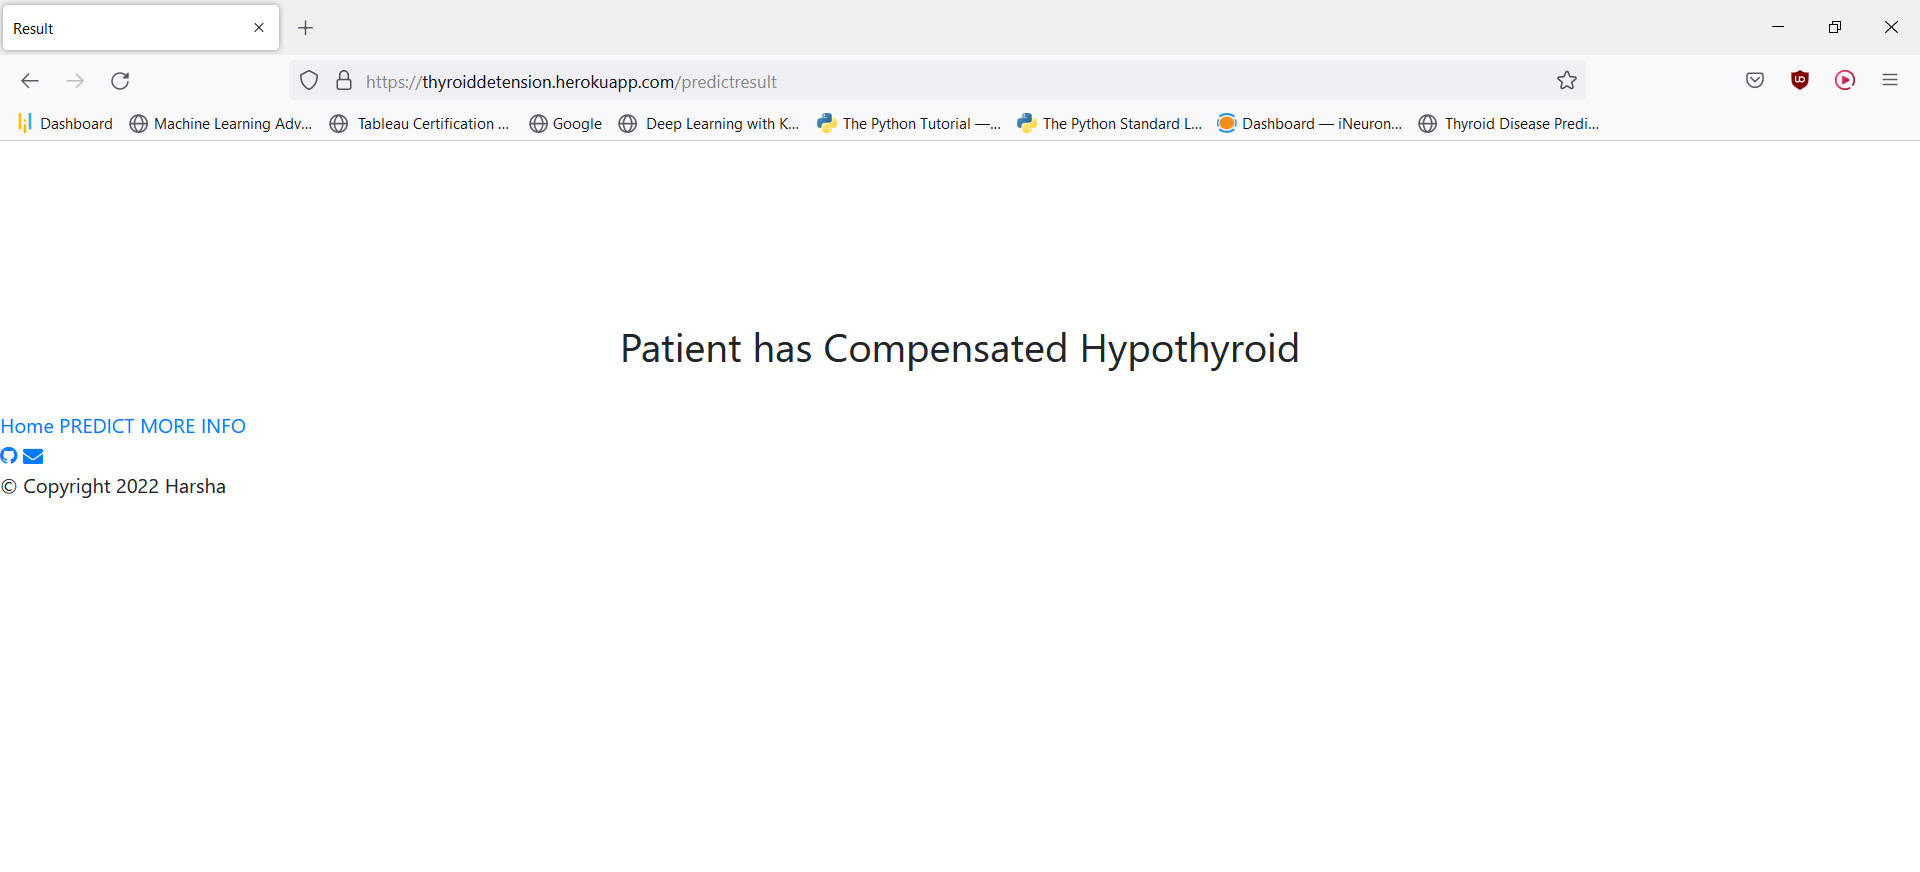 Result
https://thyroiddetension.herokuapp.com/predictresult
Dashboard Machine Learning Adv... Tableau Certification ... Google Deep Learning with K... The Python Tutorial —... The Python Standard L... Dashboard — iNeuron... Thyroid Disease Predi...
Patient has Compensated Hypothyroid
Home PREDICT MORE INFO
© Copyright 2022 Harsha